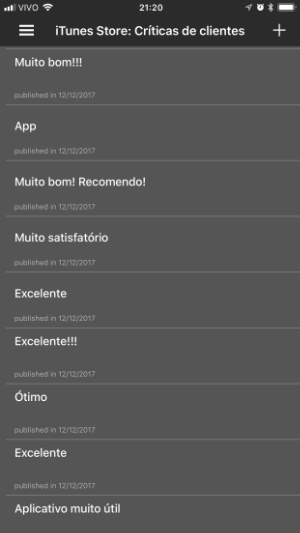 VIVO 21:20
iTunes Store: Críticas de clientes +
Muito bom!!!
published in 12/12/2017
App
published in 12/12/2017
Muito bom! Recomendo!
published in 12/12/2017
Muito satisfatório
published in 12/12/2017
Excelente
published in 12/12/2017
Excelente!!!
published in 12/12/2017
Ótimo
published in 12/12/2017
Excelente
published in 12/12/2017
Aplicativo muito útil